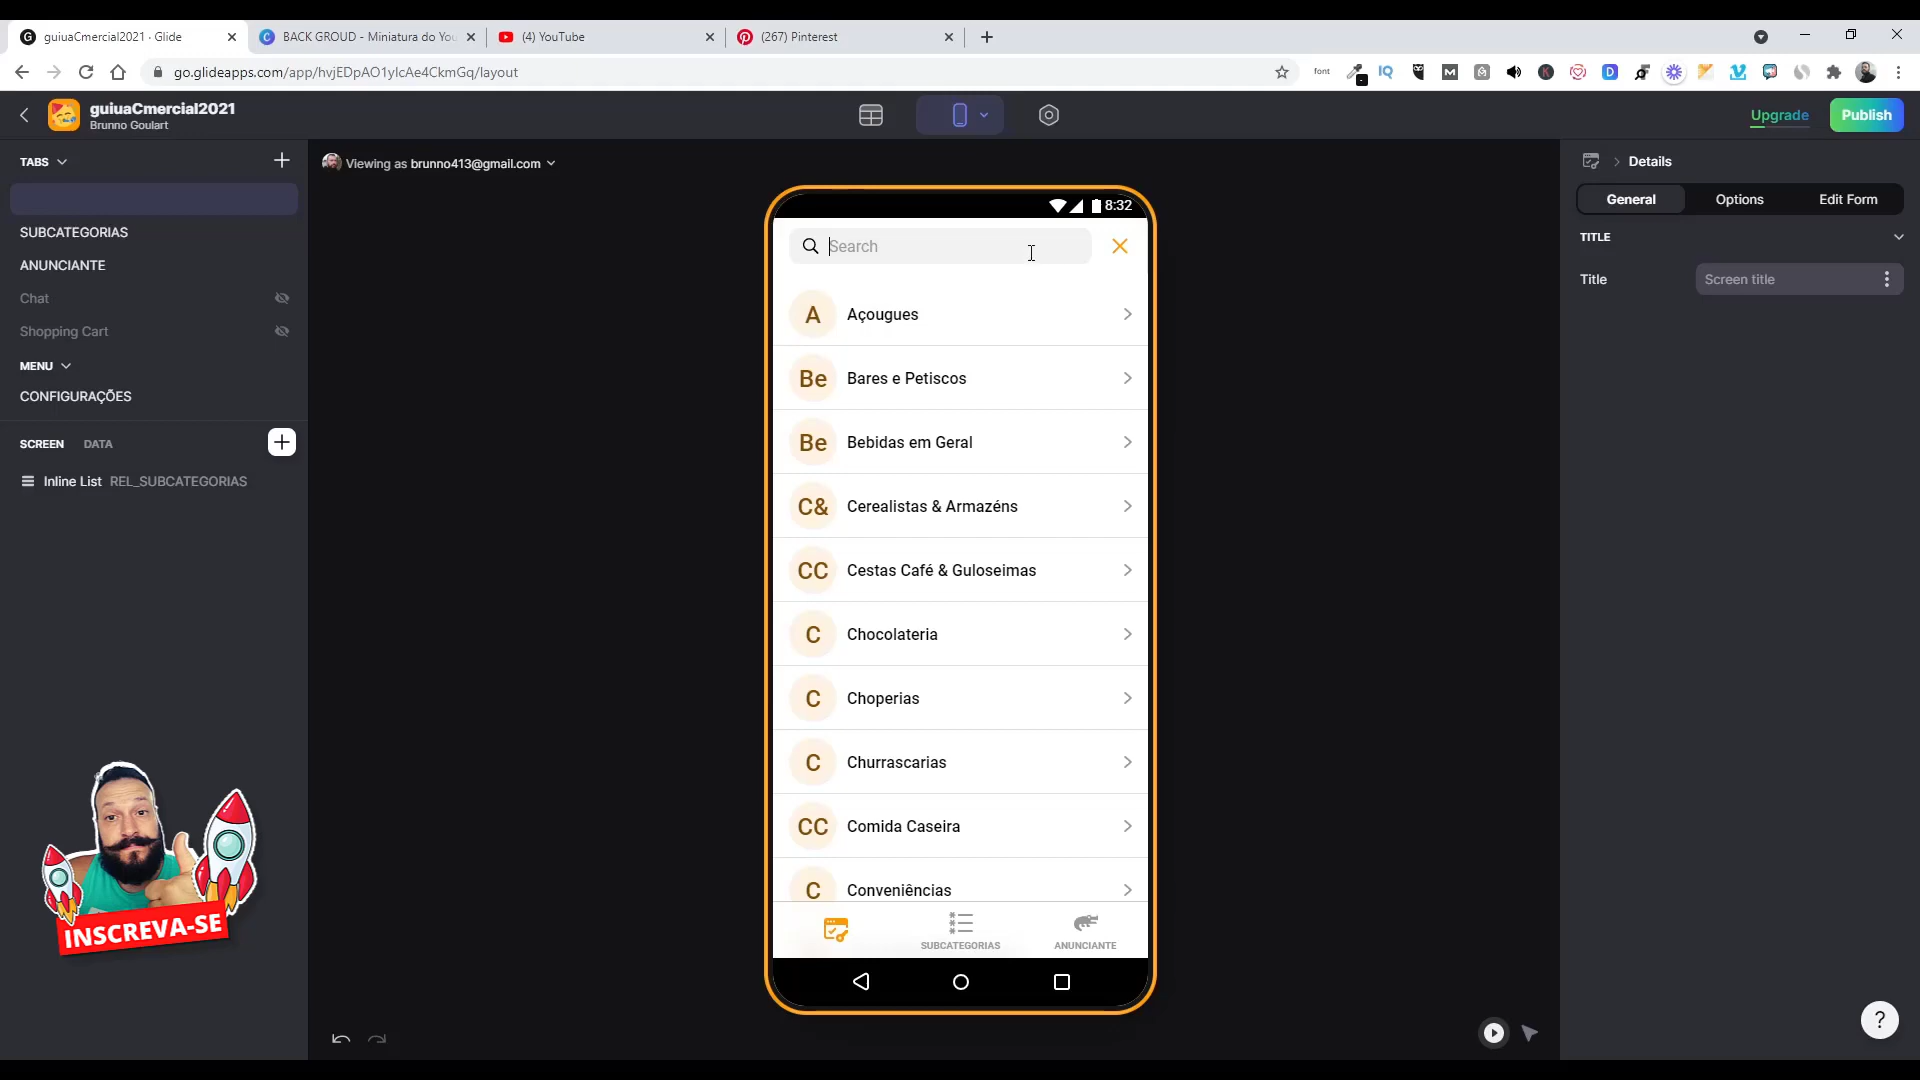 guiuaCmercial2021 - Glide
BACK GROUD - Miniatura do You
(4) YouTube
(267) Pinterest
go.glideapps.com/app/hvjEDpAO1yIcAe4CkmGq/layout
font
guiuaCmercial2021
Brunno Goulart
Upgrade
Publish
TABS
SUBCATEGORIAS
ANUNCIANTE
Chat
Shopping Cart
MENU
CONFIGURAÇÕES
SCREEN DATA
Inline List REL_SUBCATEGORIAS
INSCREVA-SE
Viewing as brunno413@gmail.com
8:32
Search
A Açougues
Be Bares e Petiscos
Be Bebidas em Geral
C& Cerealistas & Armazéns
CC Cestas Café & Guloseimas
C Chocolateria
C Choperias
C Churrascarias
CC Comida Caseira
C Conveniências
SUBCATEGORIAS
ANUNCIANTE
Details
General Options Edit Form
TITLE
Title Screen title
?